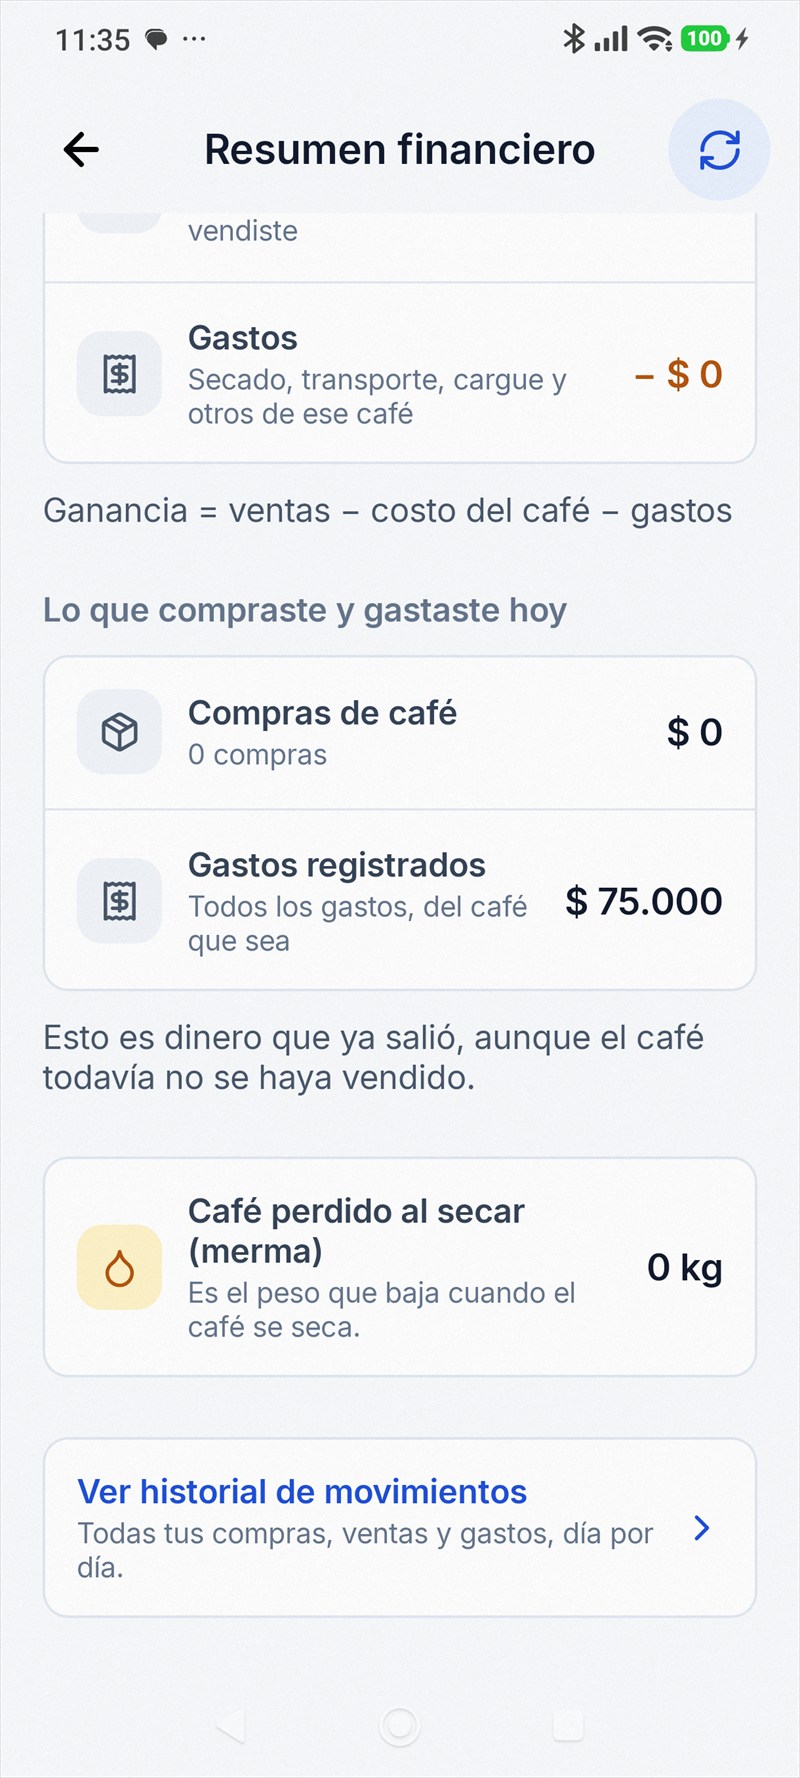 11:35
100
Resumen financiero
vendiste
Gastos
Secado, transporte, cargue y
otros de ese café
– $ 0
Ganancia = ventas – costo del café – gastos
Lo que compraste y gastaste hoy
Compras de café
0 compras
$ 0
Gastos registrados
Todos los gastos, del café
que sea
$ 75.000
Esto es dinero que ya salió, aunque el café
todavía no se haya vendido.
Café perdido al secar
(merma)
Es el peso que baja cuando el
café se seca.
0 kg
Ver historial de movimientos
Todas tus compras, ventas y gastos, día por
día.